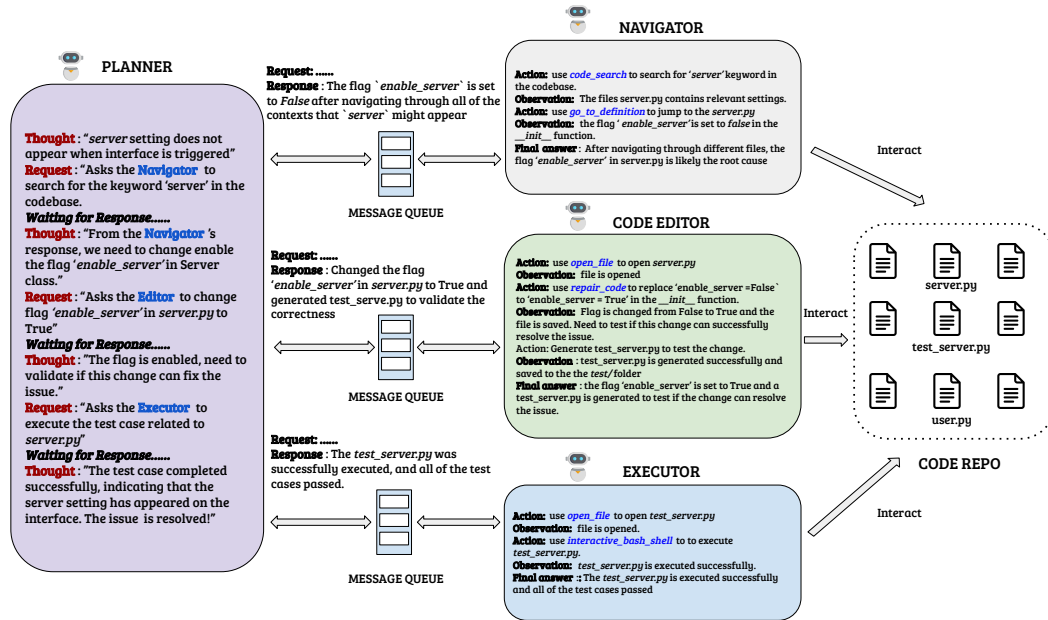 PLANNER
Thought : “server setting does not
appear when interface is triggered”
Request : “Asks the Navigator to
search for the keyword ‘server’ in the
codebase.
Waiting for Response......
Thought : “From the Navigator ’s
response, we need to change enable
the flag ‘enable_server’ in Server
class.”
Request : “Asks the Editor to change
flag ‘enable_server’ in server.py to
True”
Waiting for Response......
Thought : “The flag is enabled, need to
validate if this change can fix the
issue.”
Request : “Asks the Executor to
execute the test case related to
server.py”
Waiting for Response......
Thought : ”The test case completed
successfully, indicating that the
server setting has appeared on the
interface. The issue is resolved!”
Request: ......
Response : The flag `enable_server` is set
to False after navigating through all of the
contexts that `server` might appear
MESSAGE QUEUE
Request: ......
Response : Changed the flag
‘enable_server’ in server.py to True and
generated test_serve.py to validate the
correctness
MESSAGE QUEUE
Request: ......
Response : The test_server.py was
successfully executed, and all of the test
cases passed.
MESSAGE QUEUE
NAVIGATOR
Action: use code_search to search for ‘server’ keyword in
the codebase.
Observation: The files server.py contains relevant settings.
Action: use go_to_definition to jump to the server.py
Observation: the flag ‘ enable_server’ is set to false in the
__init__ function.
Final answer : After navigating through different files, the
flag ‘enable_server’ in server.py is likely the root cause
CODE EDITOR
Action: use open_file to open server.py
Observation: file is opened
Action: use repair_code to replace ‘enable_server =False`
to ‘enable_server = True’ in the __init__ function.
Observation: Flag is changed from False to True and the
file is saved. Need to test if this change can successfully
resolve the issue.
Action: Generate test_server.py to test the change.
Observation : test_server.py is generated successfully and
saved to the the test/ folder
Final answer : the flag ‘enable_server’ is set to True and a
test_server.py is generated to test if the change can resolve
the issue.
EXECUTOR
Action: use open_file to open test_server.py
Observation: file is opened.
Action: use interactive_bash_shell to to execute
test_server.py.
Observation: test_server.py is executed successfully.
Final answer :: The test_server.py is executed successfully
and all of the test cases passed
Interact
Interact
Interact
server.py
test_server.py
user.py
CODE REPO